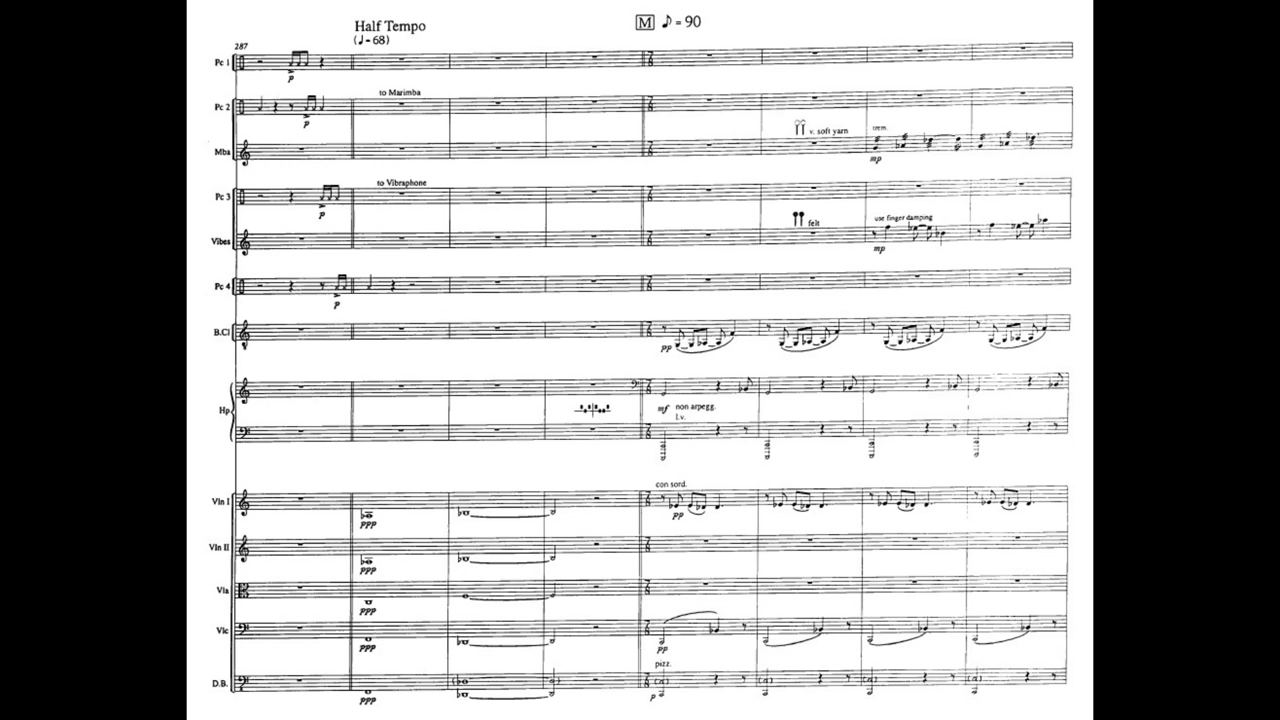 Half Tempo
(♩=68)
M ♪=90
287
Pc 1
p
Pc 2
to Marimba
p
Mba
v. soft yarn
trem.
mp
Pc 3
to Vibraphone
p
Vibes
felt
use finger damping
mp
Pc 4
p
B.Cl
pp
Hp.
mf non arpegg.
l.v.
Vln I
con sord.
ppp
pp
Vln II
ppp
Vla
ppp
Vlc
ppp
pp
D.B.
pizz.
ppp
p